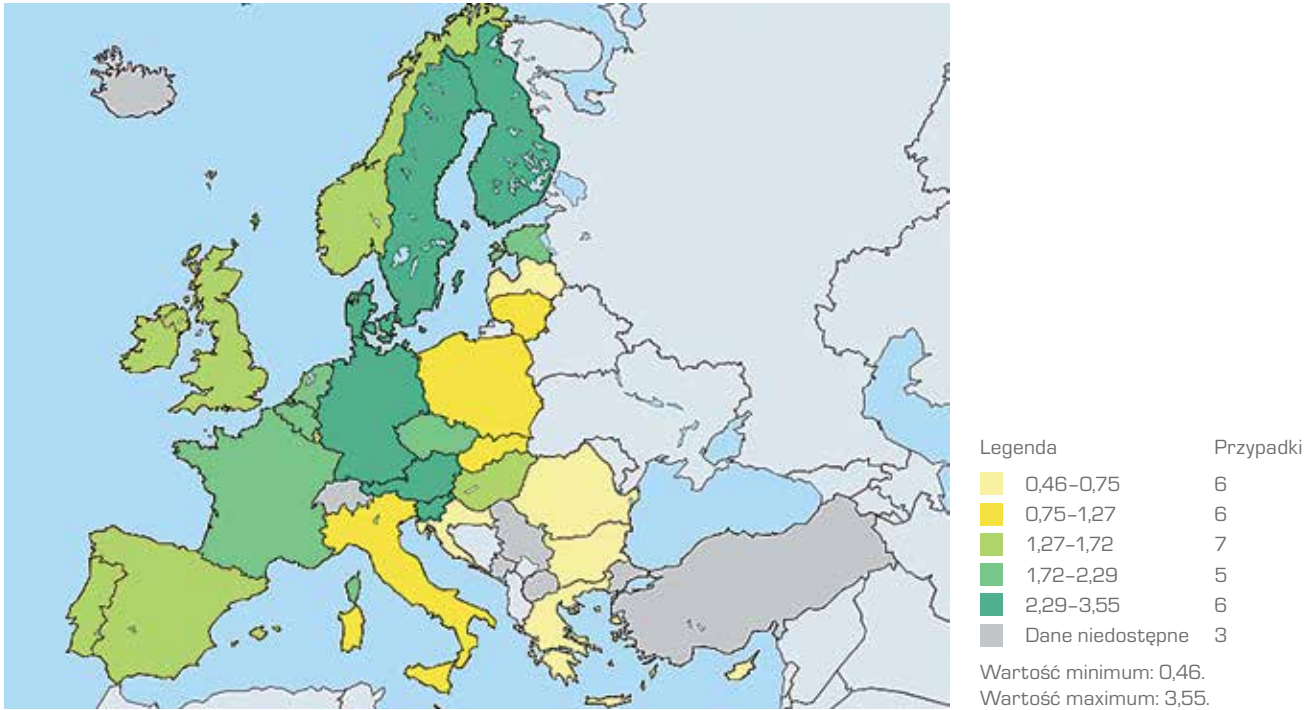 Legenda Przypadki
0,46–0,75 6
0,75–1,27 6
1,27–1,72 7
1,72–2,29 5
2,29–3,55 6
Dane niedostępne 3
Wartość minimum: 0,46.
Wartość maximum: 3,55.